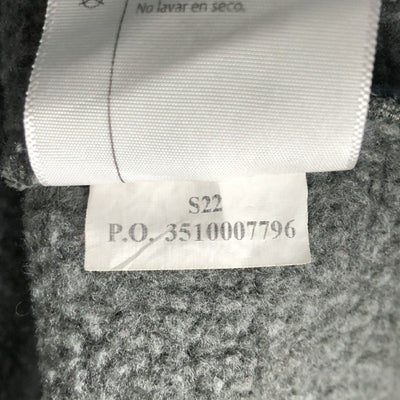 No lavar en seco.
S22
P.O. 3510007796